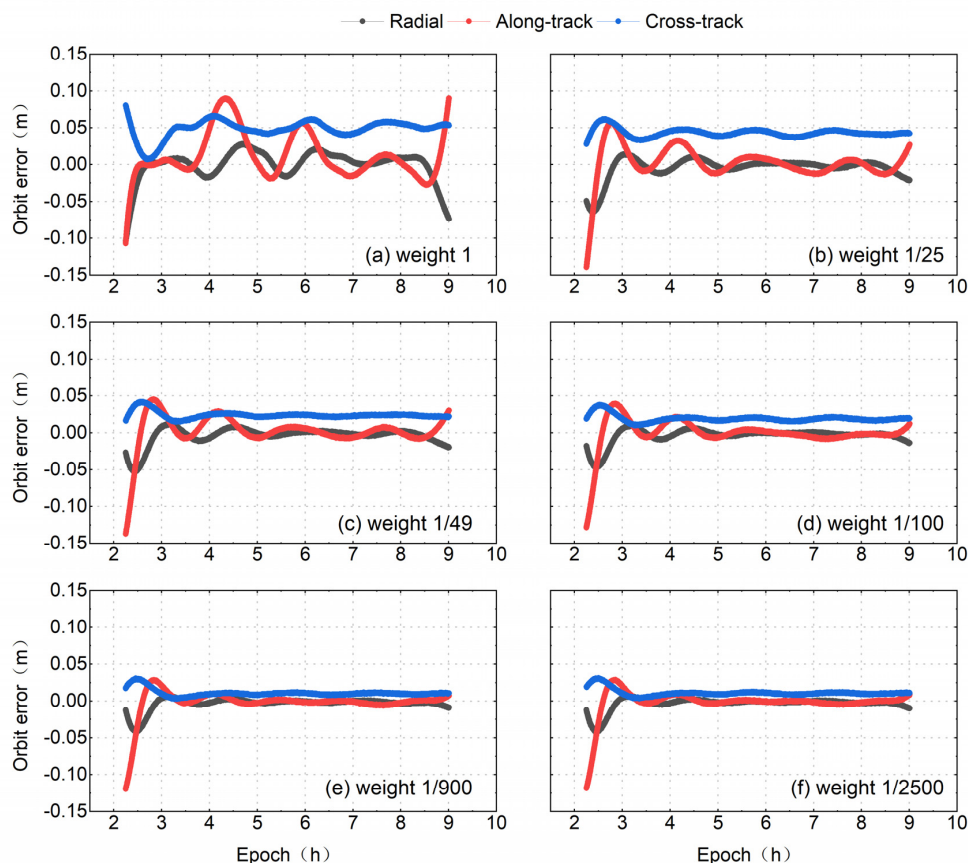 Radial Along-track Cross-track
0.15 0.15
0.10 0.10
0.05 0.05
0.00 0.00
-0.05 -0.05
-0.10 -0.10
-0.15 -0.15
Orbit error（m）
(a) weight 1 (b) weight 1/25
2 3 4 5 6 7 8 9 10 2 3 4 5 6 7 8 9 10
0.15 0.15
0.10 0.10
0.05 0.05
0.00 0.00
-0.05 -0.05
-0.10 -0.10
-0.15 -0.15
Orbit error（m）
(c) weight 1/49 (d) weight 1/100
2 3 4 5 6 7 8 9 10 2 3 4 5 6 7 8 9 10
0.15 0.15
0.10 0.10
0.05 0.05
0.00 0.00
-0.05 -0.05
-0.10 -0.10
-0.15 -0.15
Orbit error（m）
(e) weight 1/900 (f) weight 1/2500
2 3 4 5 6 7 8 9 10 2 3 4 5 6 7 8 9 10
Epoch（h） Epoch（h）